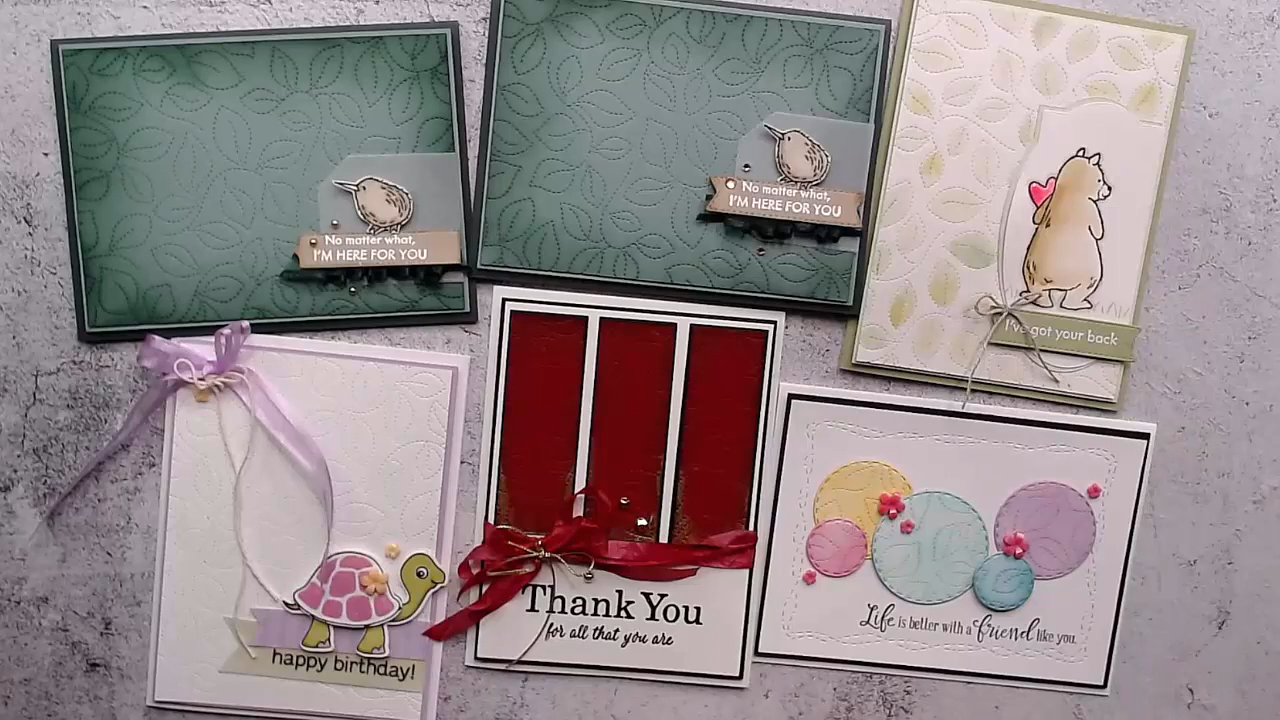 No matter what,
I'M HERE FOR YOU
No matter what,
I'M HERE FOR YOU
I've got your back
happy birthday!
Thank You
for all that you are
Life is better with a friend like you.